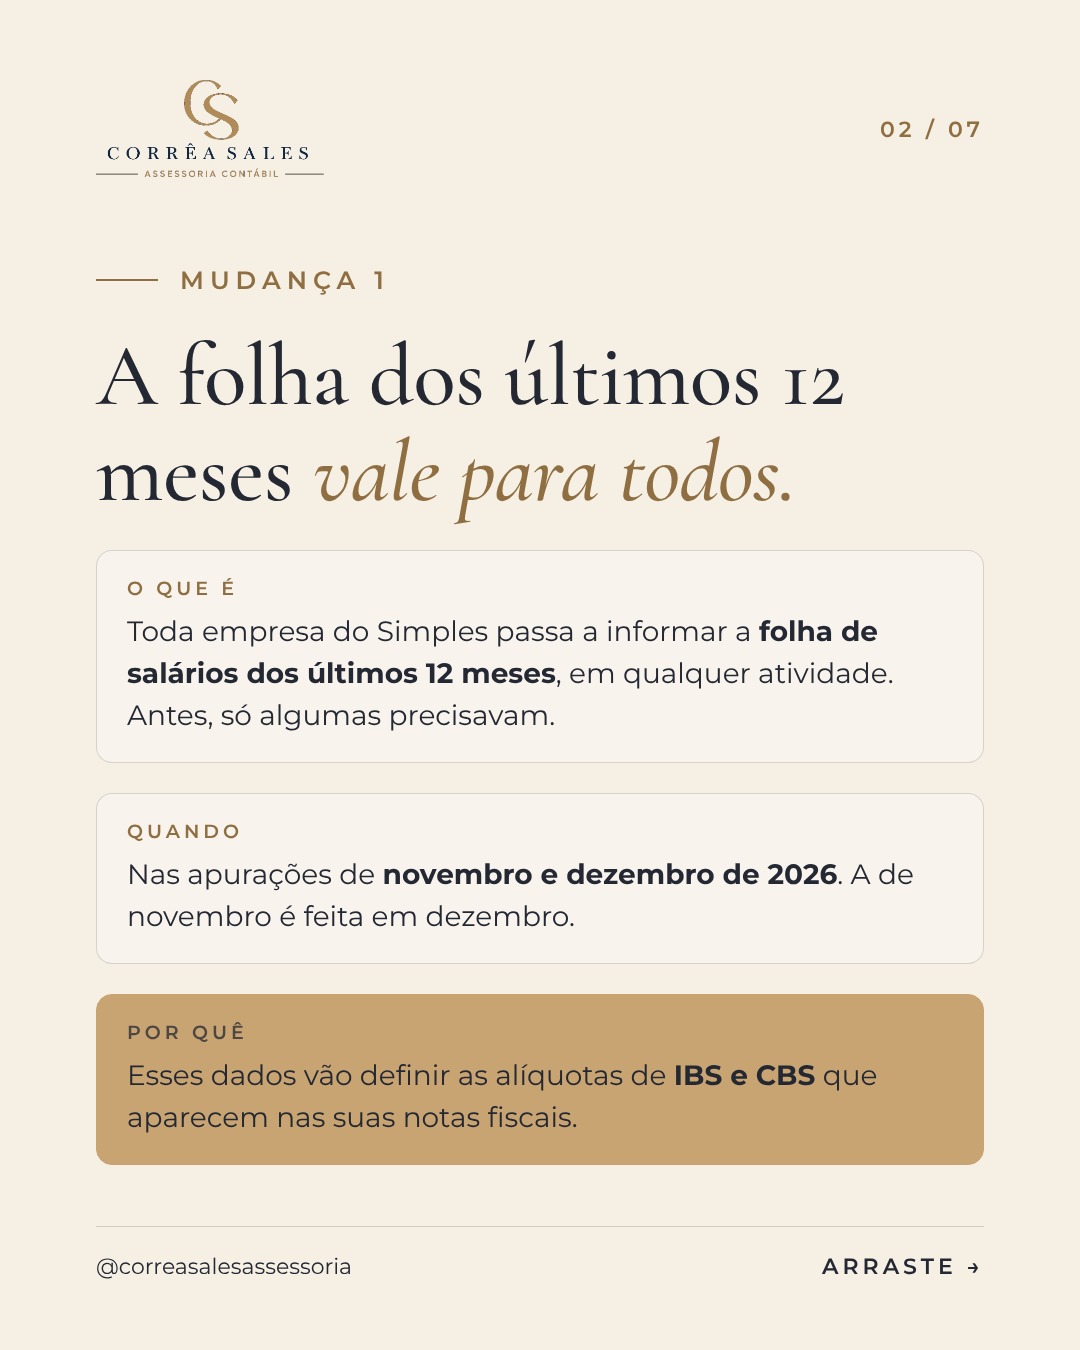 CS
CORRÊA SALES
ASSESSORIA CONTÁBIL
02 / 07
MUDANÇA 1
A folha dos últimos 12
meses vale para todos.
O QUE É
Toda empresa do Simples passa a informar a folha de
salários dos últimos 12 meses, em qualquer atividade.
Antes, só algumas precisavam.
QUANDO
Nas apurações de novembro e dezembro de 2026. A de
novembro é feita em dezembro.
POR QUÊ
Esses dados vão definir as alíquotas de IBS e CBS que
aparecem nas suas notas fiscais.
@correasalesassessoria
ARRASTE →